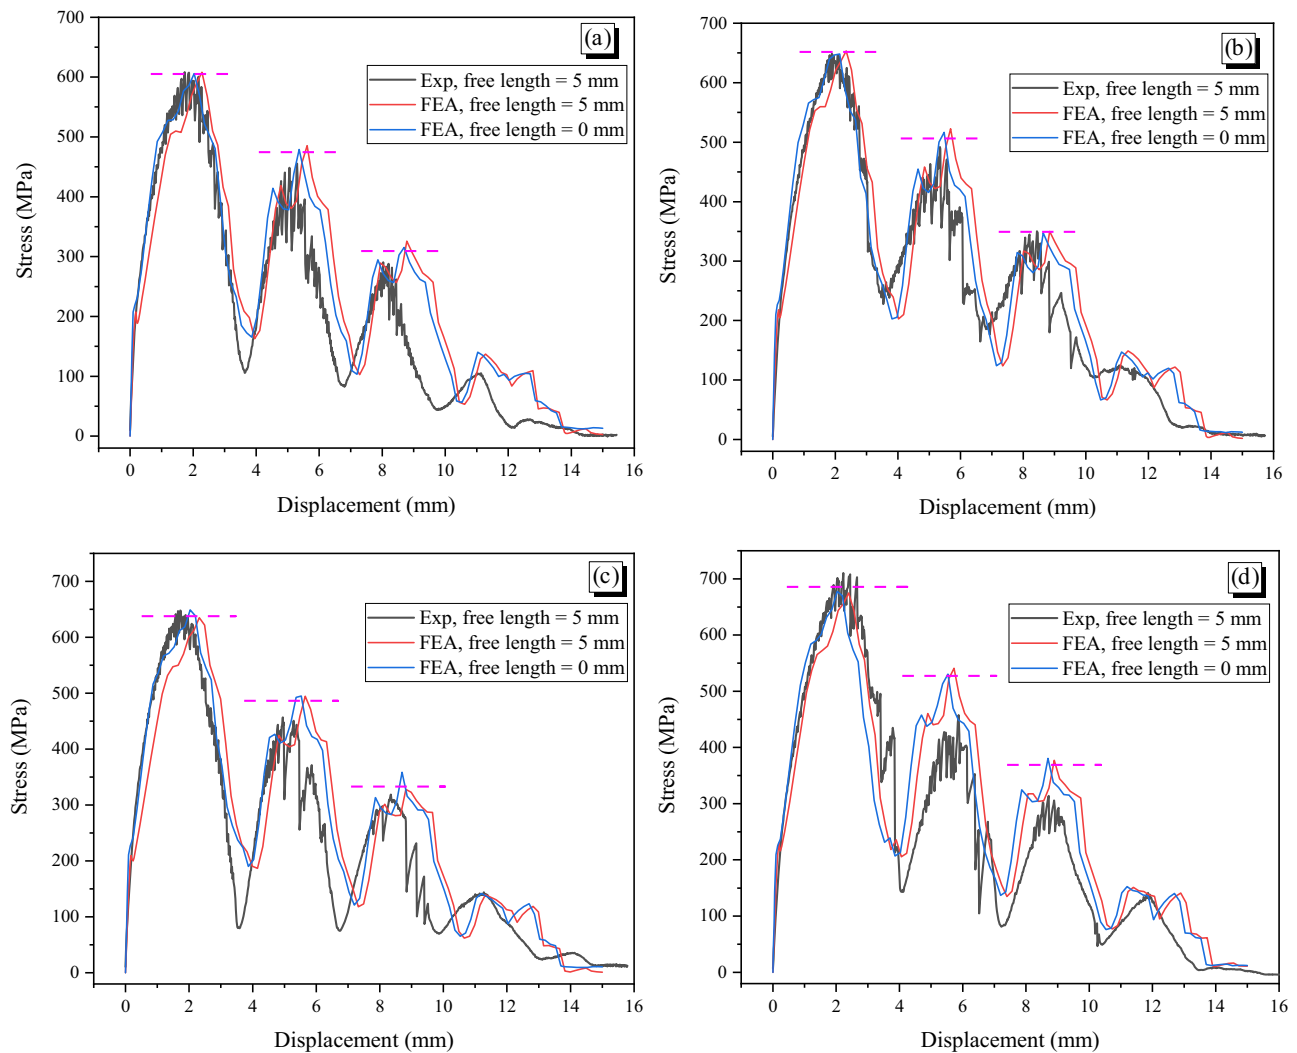 700
600
500
400
300
200
100
0
Stress (MPa)
(a)
Exp, free length = 5 mm
FEA, free length = 5 mm
FEA, free length = 0 mm
0 2 4 6 8 10 12 14 16
Displacement (mm)
700
600
500
400
300
200
100
0
Stress (MPa)
(b)
Exp, free length = 5 mm
FEA, free length = 5 mm
FEA, free length = 0 mm
0 2 4 6 8 10 12 14 16
Displacement (mm)
700
600
500
400
300
200
100
0
Stress (MPa)
(c)
Exp, free length = 5 mm
FEA, free length = 5 mm
FEA, free length = 0 mm
0 2 4 6 8 10 12 14 16
Displacement (mm)
700
600
500
400
300
200
100
0
Stress (MPa)
(d)
Exp, free length = 5 mm
FEA, free length = 5 mm
FEA, free length = 0 mm
0 2 4 6 8 10 12 14 16
Displacement (mm)